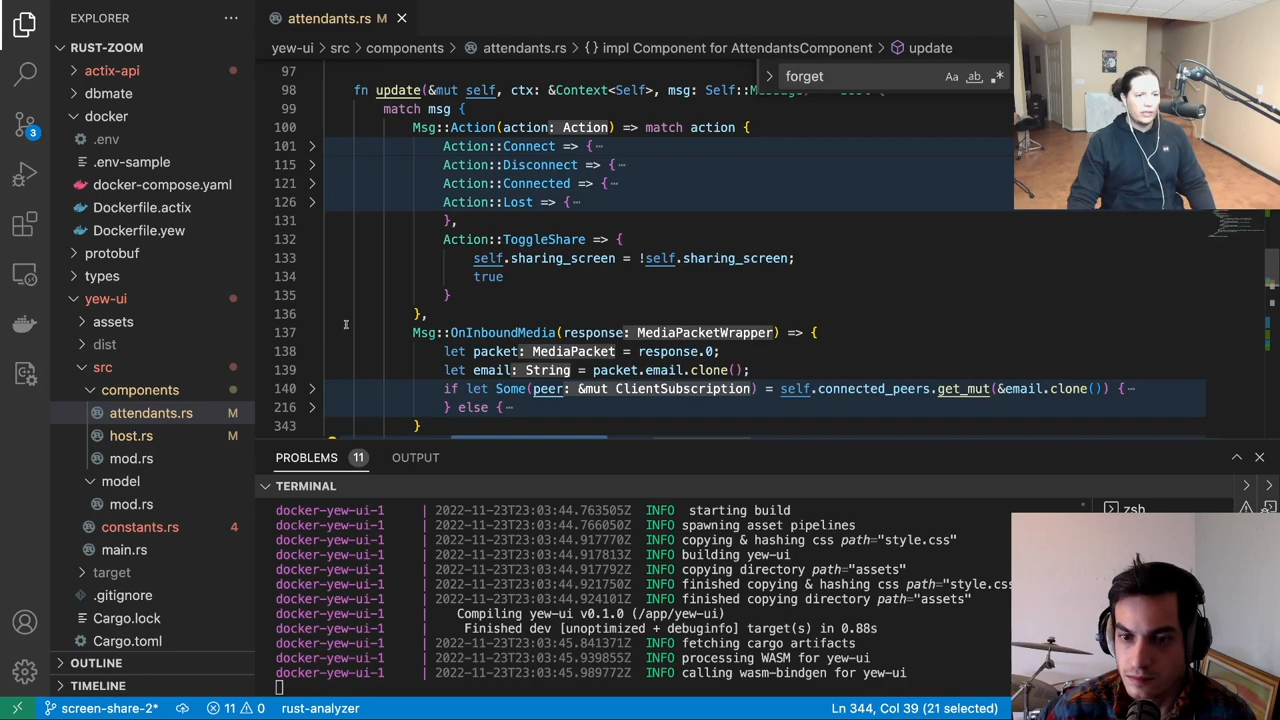 EXPLORER
RUST-ZOOM
actix-api
dbmate
docker
.env
.env-sample
docker-compose.yaml
Dockerfile.actix
Dockerfile.yew
protobuf
types
yew-ui
assets
dist
src
components
attendants.rs M
host.rs M
mod.rs
model
mod.rs
constants.rs 4
main.rs
target
.gitignore
Cargo.lock
Cargo.toml
OUTLINE
TIMELINE
3
attendants.rs M
yew-ui > src > components > attendants.rs > {} impl Component for AttendantsComponent > update
forget
Aa ab .*
97
98 fn update(&mut self, ctx: &Context<Self>, msg: Self::
99 match msg {
100 Msg::Action(action: Action) => match action {
101 Action::Connect => {⋯
115 Action::Disconnect => {⋯
121 Action::Connected => {⋯
126 Action::Lost => {⋯
131 },
132 Action::ToggleShare => {
133 self.sharing_screen = !self.sharing_screen;
134 true
135 }
136 },
137 Msg::OnInboundMedia(response: MediaPacketWrapper) => {
138 let packet: MediaPacket = response.0;
139 let email: String = packet.email.clone();
140 if let Some(peer: &mut ClientSubscription) = self.connected_peers.get_mut(&email.clone()) {⋯
216 } else {⋯
343 }
PROBLEMS 11 OUTPUT
TERMINAL
zsh
docker-yew-ui-1 | 2022-11-23T23:03:44.763505Z INFO starting build
docker-yew-ui-1 | 2022-11-23T23:03:44.766050Z INFO spawning asset pipelines
docker-yew-ui-1 | 2022-11-23T23:03:44.917770Z INFO copying & hashing css path="style.css"
docker-yew-ui-1 | 2022-11-23T23:03:44.917813Z INFO building yew-ui
docker-yew-ui-1 | 2022-11-23T23:03:44.917792Z INFO copying directory path="assets"
docker-yew-ui-1 | 2022-11-23T23:03:44.921750Z INFO finished copying & hashing css path="style.css"
docker-yew-ui-1 | 2022-11-23T23:03:44.924101Z INFO finished copying directory path="assets"
docker-yew-ui-1 | Compiling yew-ui v0.1.0 (/app/yew-ui)
docker-yew-ui-1 | Finished dev [unoptimized + debuginfo] target(s) in 0.88s
docker-yew-ui-1 | 2022-11-23T23:03:45.841371Z INFO fetching cargo artifacts
docker-yew-ui-1 | 2022-11-23T23:03:45.939855Z INFO processing WASM for yew-ui
docker-yew-ui-1 | 2022-11-23T23:03:45.989772Z INFO calling wasm-bindgen for yew-ui
screen-share-2* 11 0 rust-analyzer Ln 344, Col 39 (21 selected)